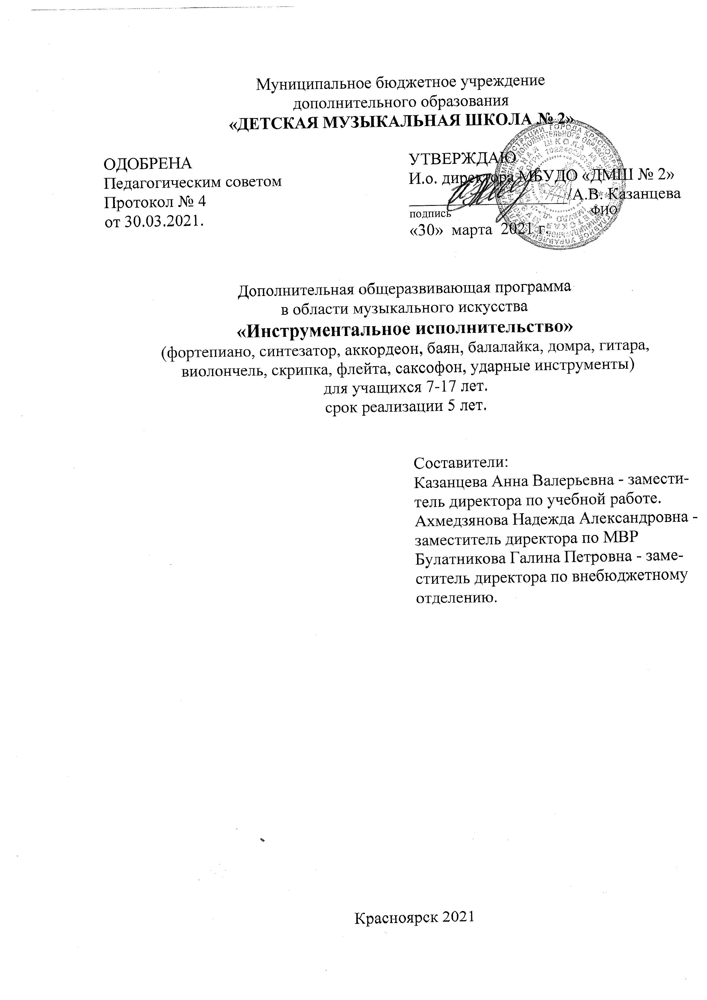 Муниципальное бюджетное учреждение
дополнительного образования
«ДЕТСКАЯ МУЗЫКАЛЬНАЯ ШКОЛА № 2»
ОДОБРЕНА
Педагогическим советом
Протокол № 4
от 30.03.2021.
УТВЕРЖДАЮ
И.о. директора МБУДО «ДМШ № 2»
/А.В. Казанцева
подпись ФИО
«30» марта 2021 г.
Дополнительная общеразвивающая программа
в области музыкального искусства
«Инструментальное исполнительство»
(фортепиано, синтезатор, аккордеон, баян, балалайка, домра, гитара,
виолончель, скрипка, флейта, саксофон, ударные инструменты)
для учащихся 7-17 лет.
срок реализации 5 лет.
Составители:
Казанцева Анна Валерьевна - замести-
тель директора по учебной работе.
Ахмедзянова Надежда Александровна -
заместитель директора по МВР
Булатникова Галина Петровна - заме-
ститель директора по внебюджетному
отделению.
Красноярск 2021